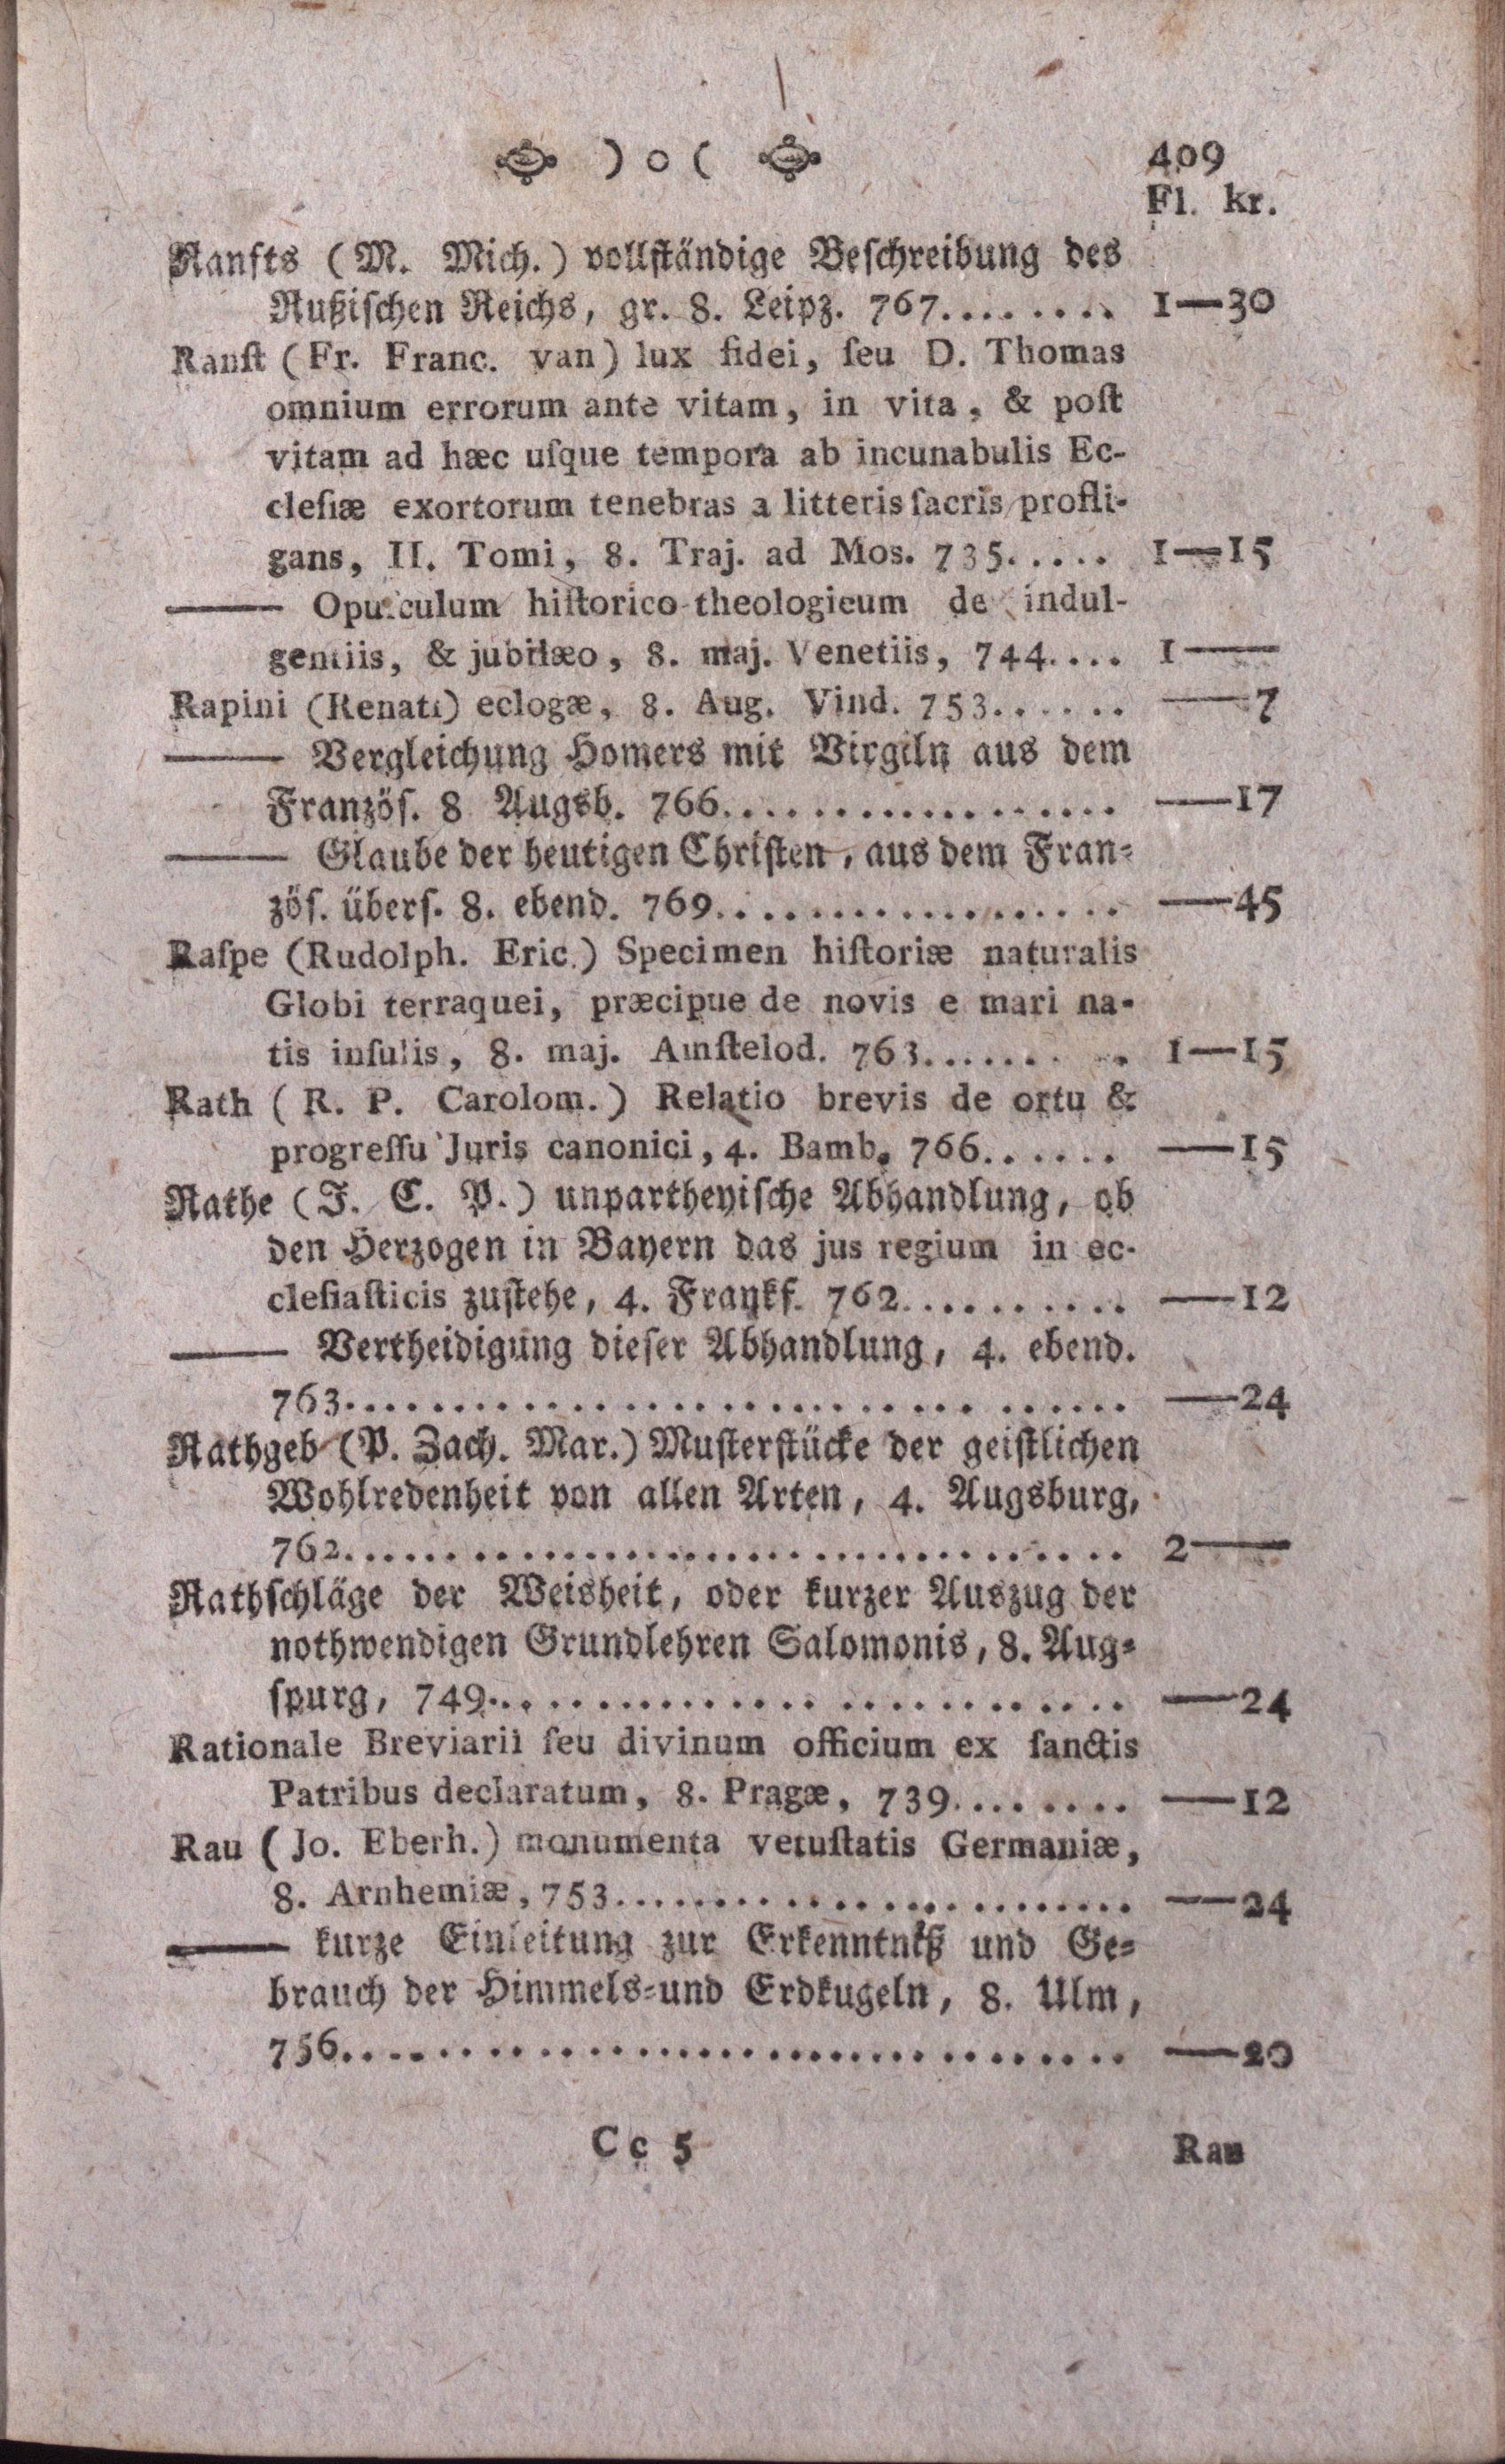 ) o ( 409
Fl. kr.
Ranfts (M. Mich.) vollständige Beschreibung des
Rußischen Reichs, gr. 8. Leipz. 767........ 1—30
Ranſt (Fr. Franc. van) lux fidei, ſeu D. Thomas
omnium errorum ante vitam, in vita, & poſt
vitam ad hæc uſque tempora ab incunabulis Ec-
cleſiæ exortorum tenebras a litteris ſacris profli-
gans, II. Tomi, 8. Traj. ad Mos. 735..... 1—15
—— Opuſculum hiſtorico-theologicum de indul-
gentiis, & jubilæo, 8. maj. Venetiis, 744.... 1——
Rapini (Renati) eclogæ, 8. Aug. Vind. 753...... ——7
—— Vergleichung Homers mit Virgiln aus dem
Französ. 8 Augsb. 766.................. ——17
—— Glaube der heutigen Christen, aus dem Fran-
zös. übers. 8. ebend. 769.................. ——45
Raſpe (Rudolph. Eric.) Specimen hiſtoriæ naturalis
Globi terraquei, præcipue de novis e mari na-
tis inſulis, 8. maj. Amſtelod. 763......... 1—15
Rath (R. P. Carolom.) Relatio brevis de ortu &
progreſſu Juris canonici, 4. Bamb. 766...... ——15
Rathe (J. C. P.) unpartheyische Abhandlung, ob
den Herzogen in Bayern das jus regium in ec-
cleſiaſticis zustehe, 4. Frankf. 762........... ——12
—— Vertheidigung dieser Abhandlung, 4. ebend.
763............................... ——24
Rathgeb (P. Zach. Mar.) Musterstücke der geistlichen
Wohlredenheit von allen Arten, 4. Augsburg,
762............................... 2——
Rathschläge der Weisheit, oder kurzer Auszug der
nothwendigen Grundlehren Salomonis, 8. Aug-
spurg, 749......................... ——24
Rationale Breviarii ſeu divinum officium ex ſanctis
Patribus declaratum, 8. Pragæ, 739........ ——12
Rau (Jo. Eberh.) monumenta vetuſtatis Germaniæ,
8. Arnhemiæ, 753...................... ——24
—— kurze Einleitung zur Erkenntniß und Ge-
brauch der Himmels-und Erdkugeln, 8. Ulm,
756............................... ——20
Cc 5 Rau